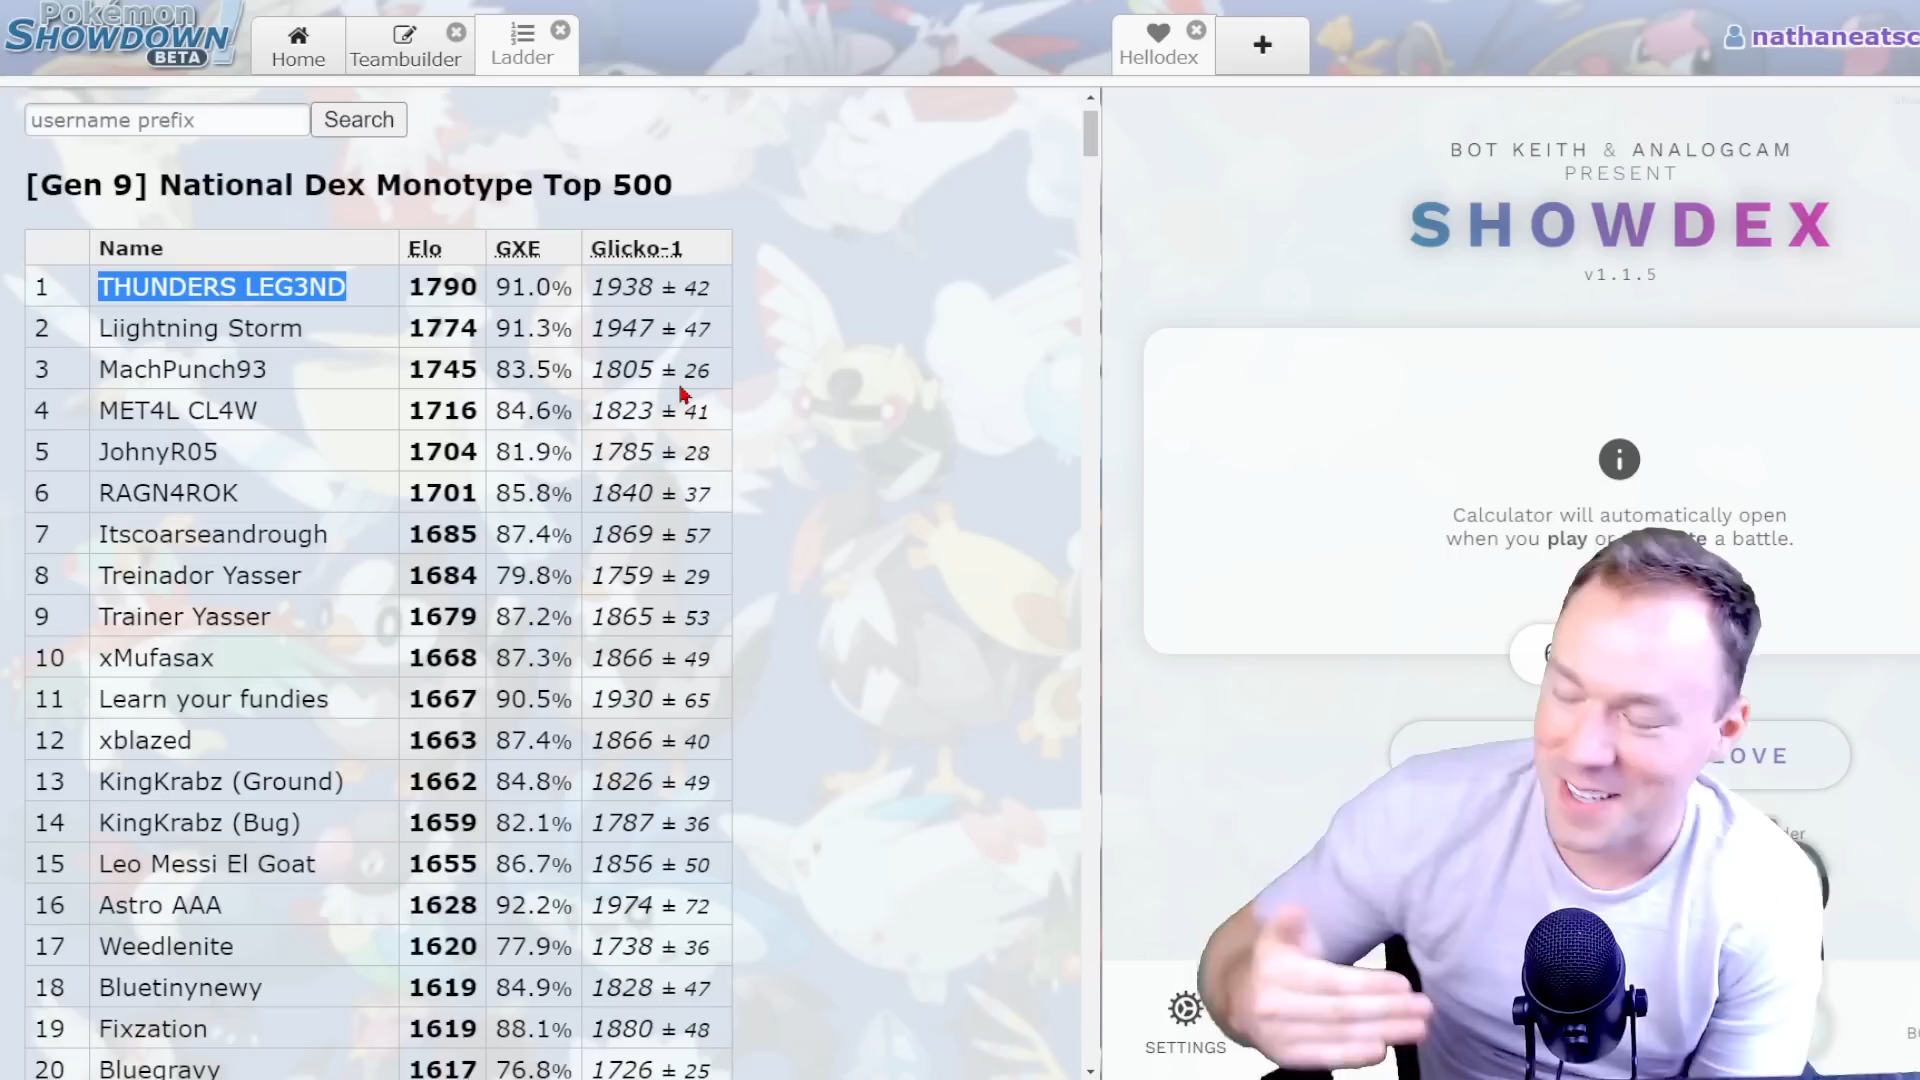 Pokémon
SHOWDOWN!
BETA
Home
Teambuilder
Ladder
Hellodex
+
nathaneatsc
username prefix
Search
[Gen 9] National Dex Monotype Top 500
Name Elo GXE Glicko-1
1 THUNDERS LEG3ND 1790 91.0% 1938 ± 42
2 Liightning Storm 1774 91.3% 1947 ± 47
3 MachPunch93 1745 83.5% 1805 ± 26
4 MET4L CL4W 1716 84.6% 1823 ± 41
5 JohnyR05 1704 81.9% 1785 ± 28
6 RAGN4ROK 1701 85.8% 1840 ± 37
7 Itscoarseandrough 1685 87.4% 1869 ± 57
8 Treinador Yasser 1684 79.8% 1759 ± 29
9 Trainer Yasser 1679 87.2% 1865 ± 53
10 xMufasax 1668 87.3% 1866 ± 49
11 Learn your fundies 1667 90.5% 1930 ± 65
12 xblazed 1663 87.4% 1866 ± 40
13 KingKrabz (Ground) 1662 84.8% 1826 ± 49
14 KingKrabz (Bug) 1659 82.1% 1787 ± 36
15 Leo Messi El Goat 1655 86.7% 1856 ± 50
16 Astro AAA 1628 92.2% 1974 ± 72
17 Weedlenite 1620 77.9% 1738 ± 36
18 Bluetinynewy 1619 84.9% 1828 ± 47
19 Fixzation 1619 88.1% 1880 ± 48
20 Bluegravy 1617 76.8% 1726 ± 25
BOT KEITH & ANALOGCAM
PRESENT
SHOWDEX
v1.1.5
Calculator will automatically open
when you play or a battle.
LOVE
SETTINGS